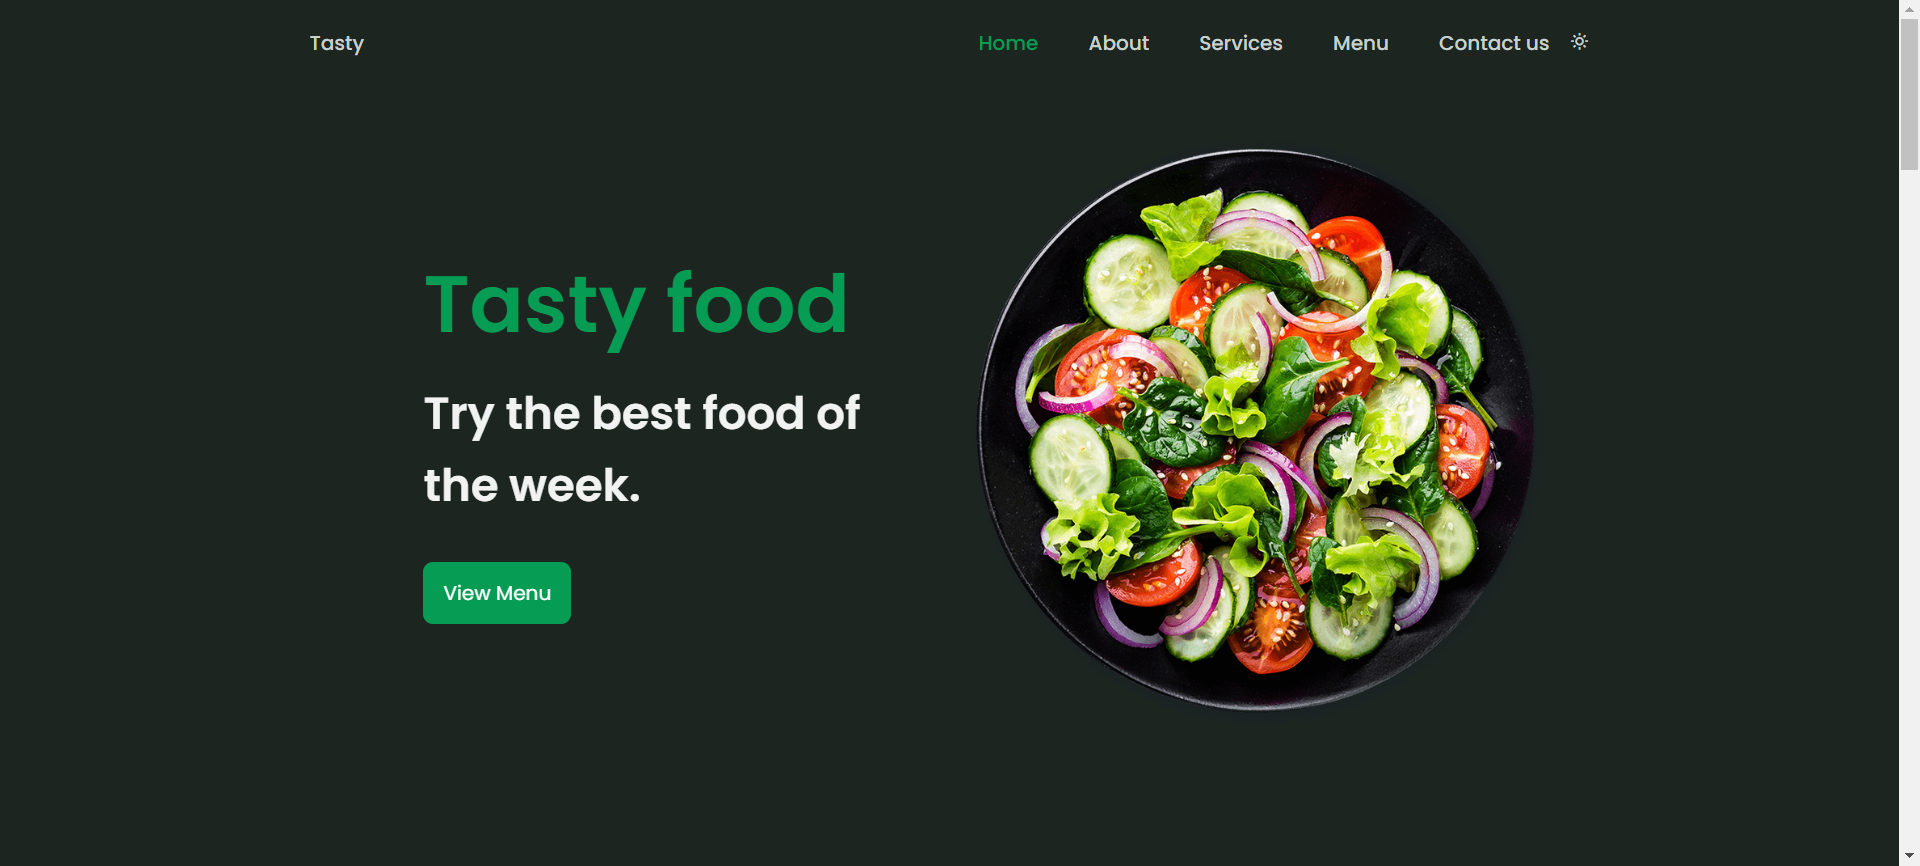 Tasty
Home About Services Menu Contact us
Tasty food
Try the best food of
the week.
View Menu